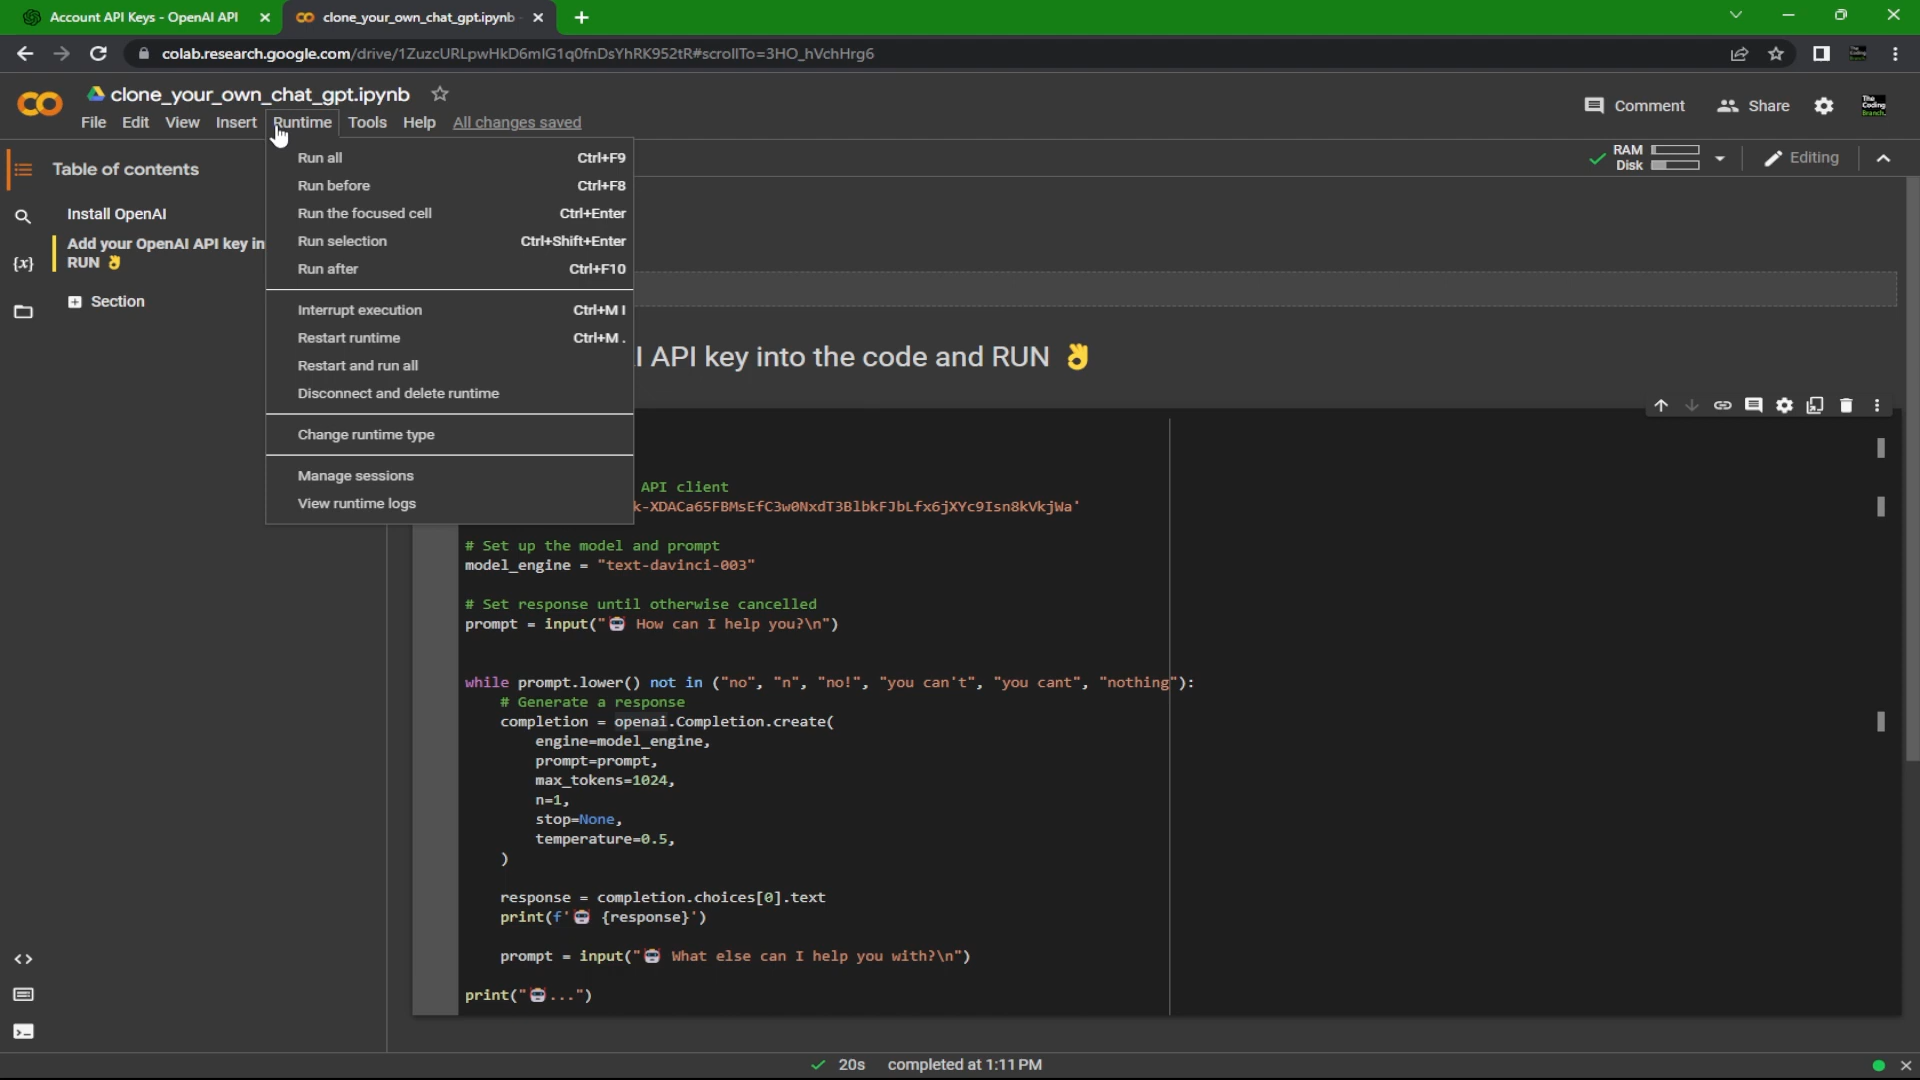 Account API Keys - OpenAI API
clone_your_own_chat_gpt.ipynb
colab.research.google.com/drive/1ZuzcURLpwHkD6mIG1q0fnDsYhRK952tR#scrollTo=3HO_hVchHrg6
clone_your_own_chat_gpt.ipynb
Comment
Share
The Coding Branch.
File Edit View Insert Runtime Tools Help All changes saved
Table of contents
RAM
Disk
Editing
Install OpenAI
Add your OpenAI API key in
RUN 👌
{x}
Section
Run all Ctrl+F9
Run before Ctrl+F8
Run the focused cell Ctrl+Enter
Run selection Ctrl+Shift+Enter
Run after Ctrl+F10
Interrupt execution Ctrl+M I
Restart runtime Ctrl+M .
Restart and run all
Disconnect and delete runtime
Change runtime type
Manage sessions
View runtime logs
I API key into the code and RUN 👌
API client
k-XDACa65FBMsEfC3w0NxdT3BlbkFJbLfx6jXYc9Isn8kVkjWa'
# Set up the model and prompt
model_engine = "text-davinci-003"
# Set response until otherwise cancelled
prompt = input("🤖 How can I help you?\n")
while prompt.lower() not in ("no", "n", "no!", "you can't", "you cant", "nothing"):
# Generate a response
completion = openai.Completion.create(
engine=model_engine,
prompt=prompt,
max_tokens=1024,
n=1,
stop=None,
temperature=0.5,
)
response = completion.choices[0].text
print(f'🤖 {response}')
prompt = input("🤖 What else can I help you with?\n")
print("🤖...")
20s completed at 1:11 PM